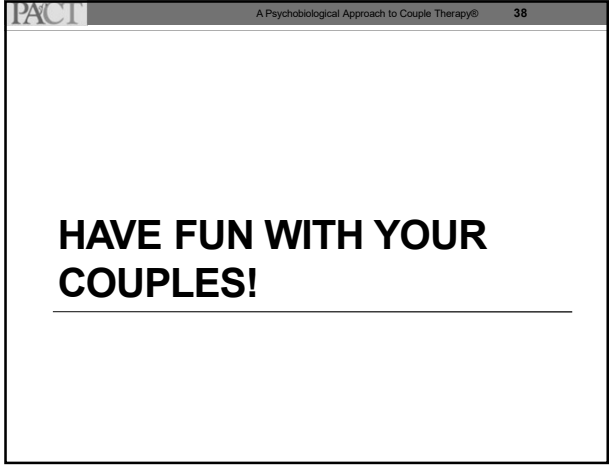 PACT A Psychobiological Approach to Couple Therapy® 38
HAVE FUN WITH YOUR
COUPLES!